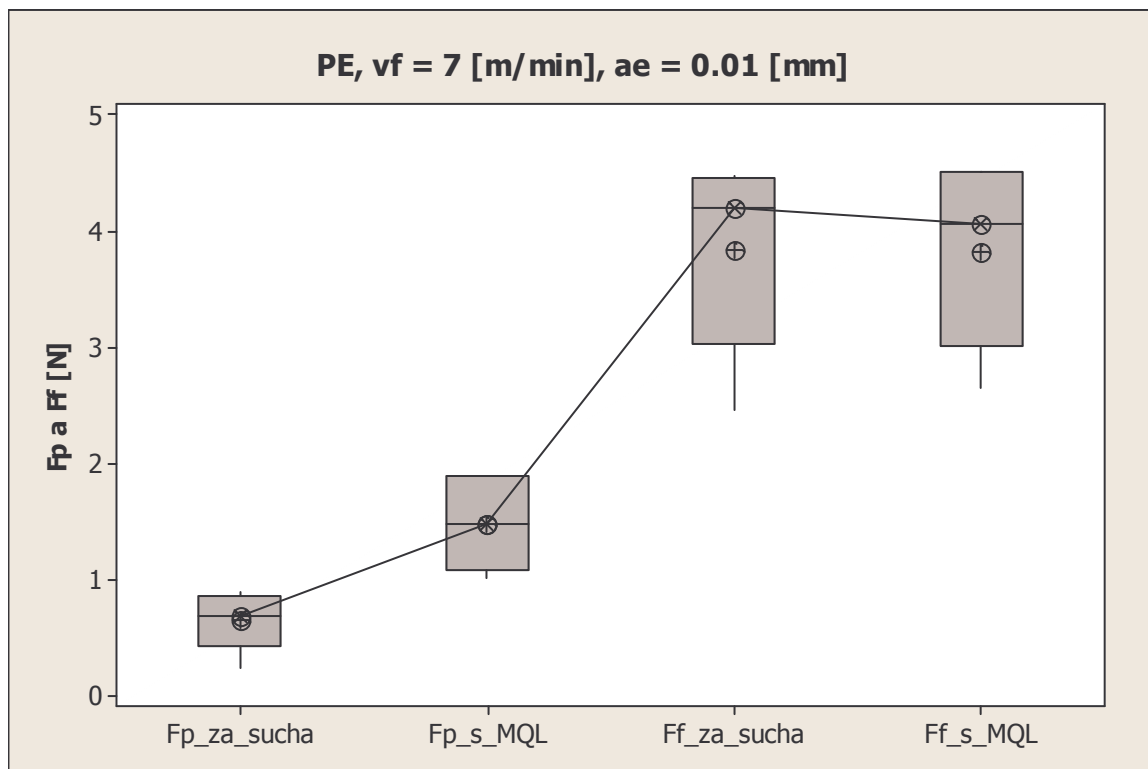 PE, vf = 7 [m/min], ae = 0.01 [mm]
5
4
3
2
1
0
Fp a Ff [N]
Fp_za_sucha Fp_s_MQL Ff_za_sucha Ff_s_MQL